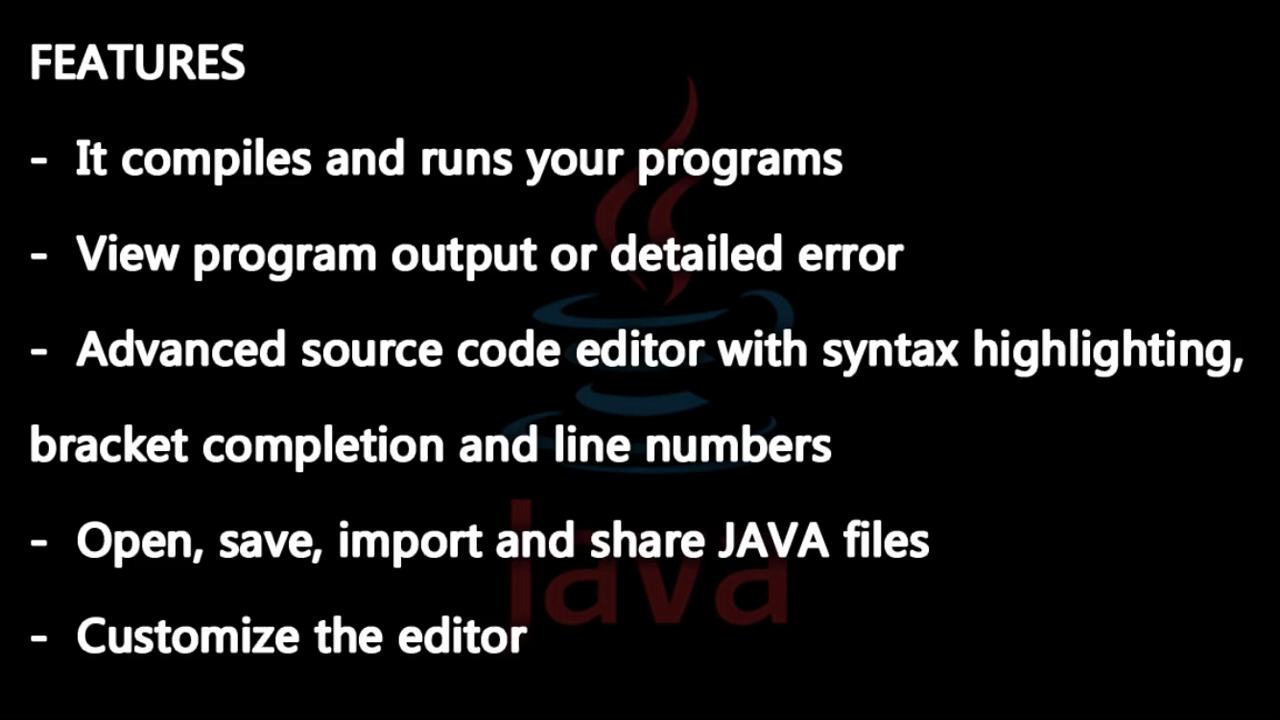 FEATURES
- It compiles and runs your programs
- View program output or detailed error
- Advanced source code editor with syntax highlighting,
bracket completion and line numbers
- Open, save, import and share JAVA files
- Customize the editor
Java